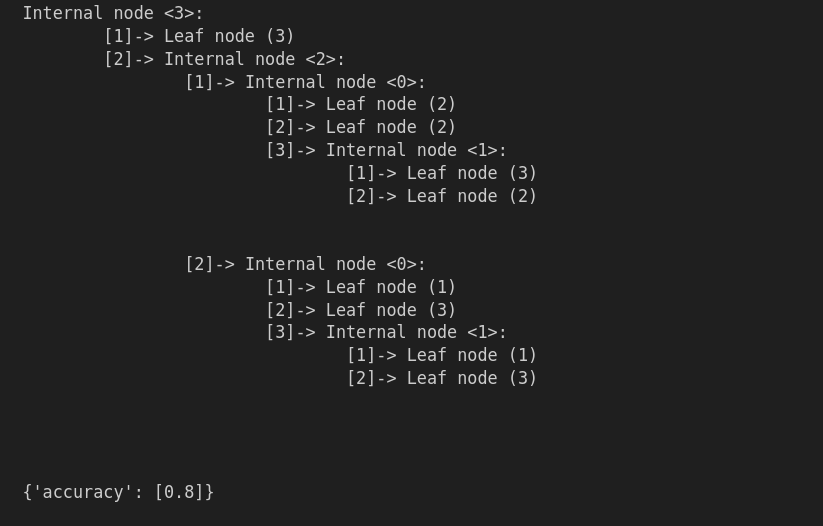 Internal node <3>:
[1]-> Leaf node (3)
[2]-> Internal node <2>:
[1]-> Internal node <0>:
[1]-> Leaf node (2)
[2]-> Leaf node (2)
[3]-> Internal node <1>:
[1]-> Leaf node (3)
[2]-> Leaf node (2)
[2]-> Internal node <0>:
[1]-> Leaf node (1)
[2]-> Leaf node (3)
[3]-> Internal node <1>:
[1]-> Leaf node (1)
[2]-> Leaf node (3)
{'accuracy': [0.8]}